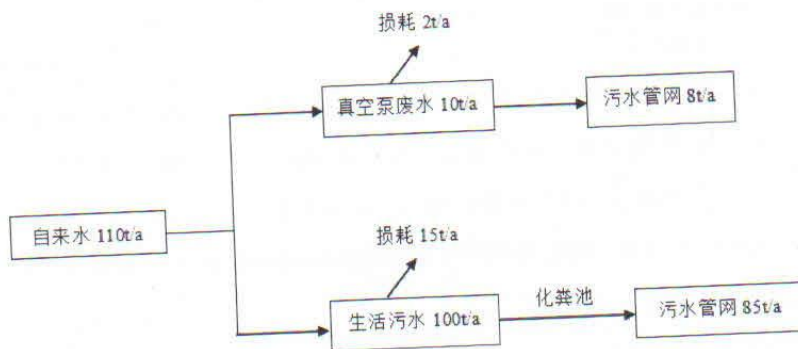 损耗 2t/a
真空泵废水 10t/a
污水管网 8t/a
自来水 110t/a
损耗 15t/a
生活污水 100t/a
化粪池
污水管网 85t/a